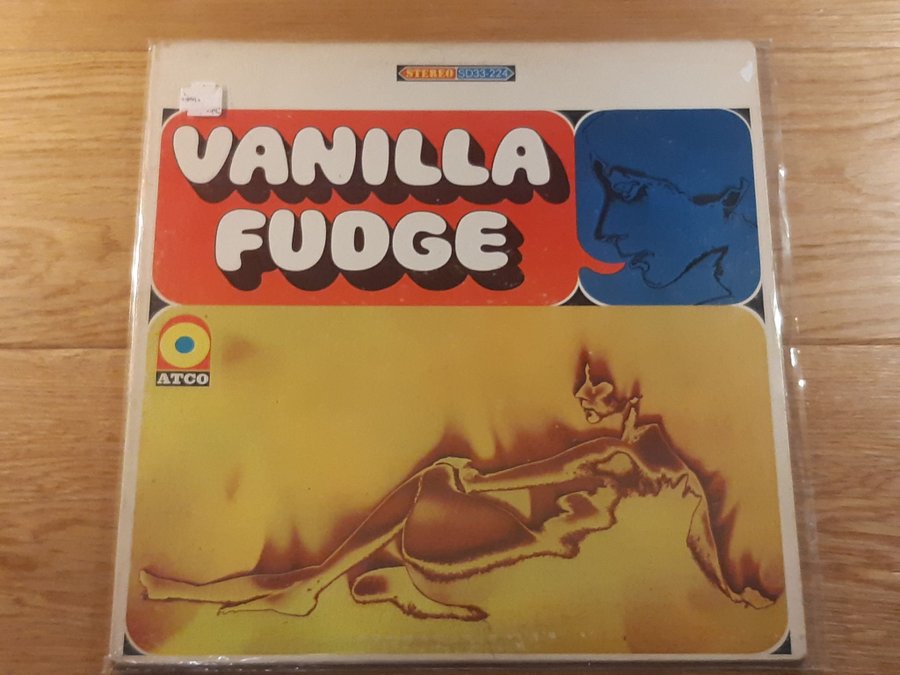 STEREO SD33-224
VANILLA
FUDGE
ATCO